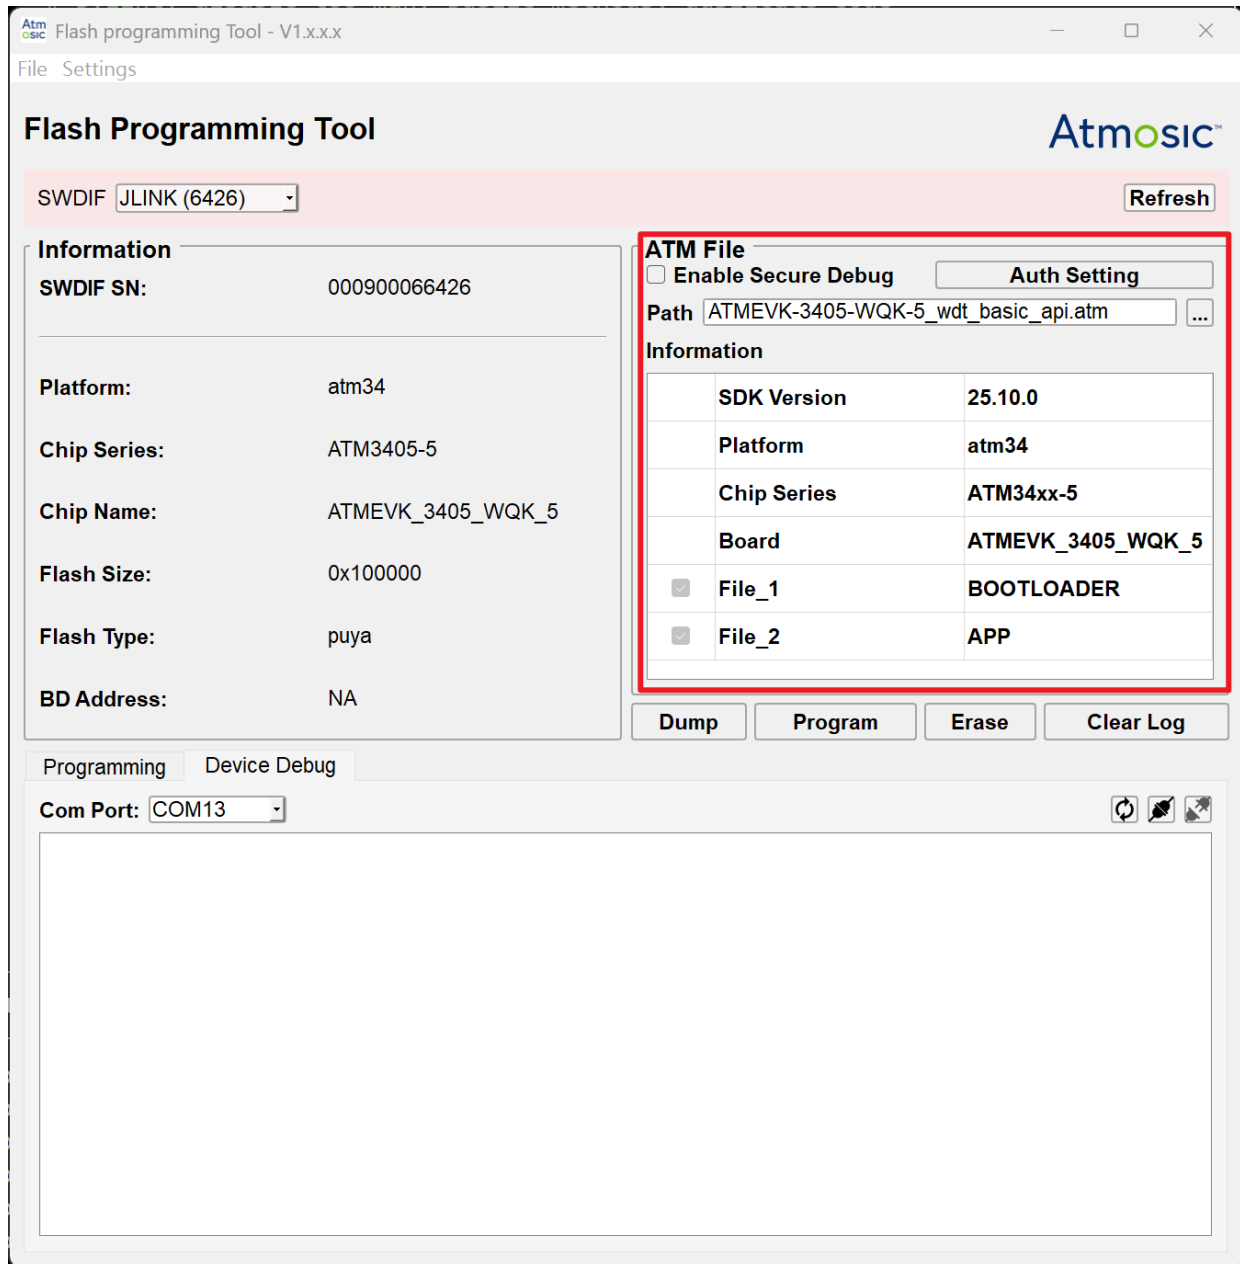 Atm
osic
Flash programming Tool - V1.x.x.x
File Settings
Flash Programming Tool
Atmosic™
SWDIF JLINK (6426)
Refresh
Information
SWDIF SN: 000900066426
Platform: atm34
Chip Series: ATM3405-5
Chip Name: ATMEVK_3405_WQK_5
Flash Size: 0x100000
Flash Type: puya
BD Address: NA
ATM File
Enable Secure Debug Auth Setting
Path ATMEVK-3405-WQK-5_wdt_basic_api.atm ...
Information
SDK Version 25.10.0
Platform atm34
Chip Series ATM34xx-5
Board ATMEVK_3405_WQK_5
File_1 BOOTLOADER
File_2 APP
Dump Program Erase Clear Log
Programming Device Debug
Com Port: COM13